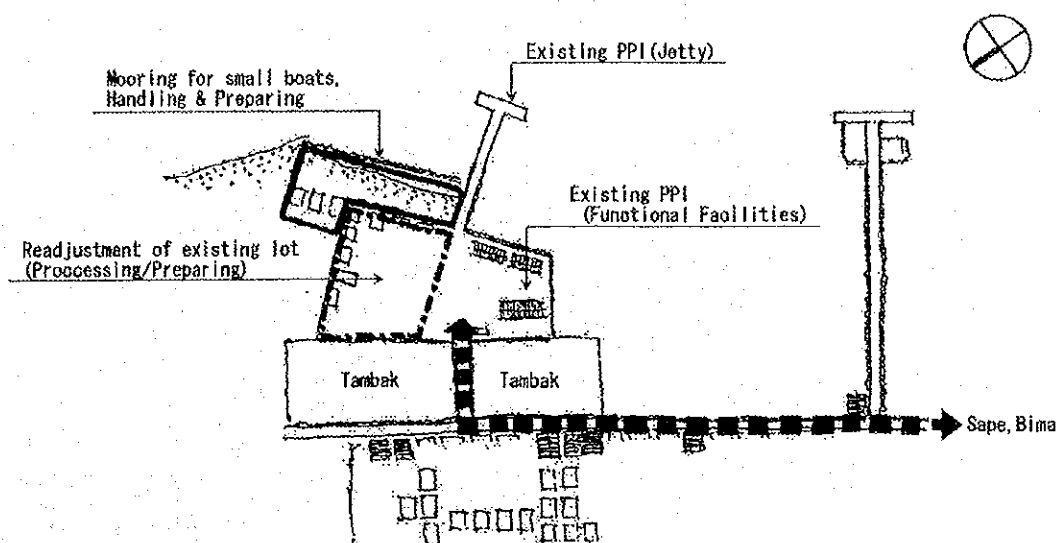 Existing PPI(Jetty)
Mooring for small boats,
Handling & Preparing
Existing PPI
(Functional Facilities)
Readjustment of existing lot
(Proccessing/Preparing)
Tambak
Tambak
Sape, Bima